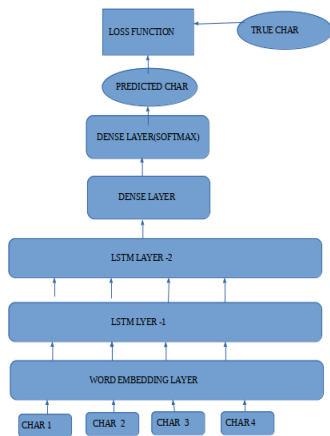 LOSS FUNCTION
TRUE CHAR
PREDICTED CHAR
DENSE LAYER(SOFTMAX)
DENSE LAYER
LSTM LAYER -2
LSTM LYER -1
WORD EMBEDDING LAYER
CHAR 1
CHAR 2
CHAR 3
CHAR 4